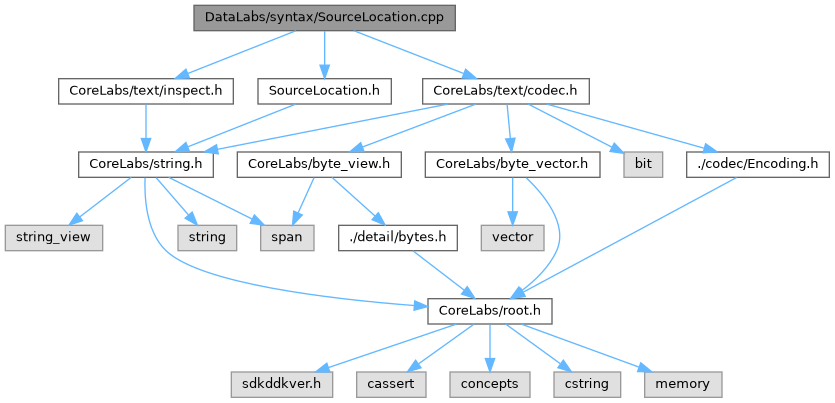 DataLabs/syntax/SourceLocation.cpp
CoreLabs/text/inspect.h
SourceLocation.h
CoreLabs/text/codec.h
CoreLabs/string.h
CoreLabs/byte_view.h
CoreLabs/byte_vector.h
bit
./codec/Encoding.h
string_view
string
span
./detail/bytes.h
vector
CoreLabs/root.h
sdkddkver.h
cassert
concepts
cstring
memory